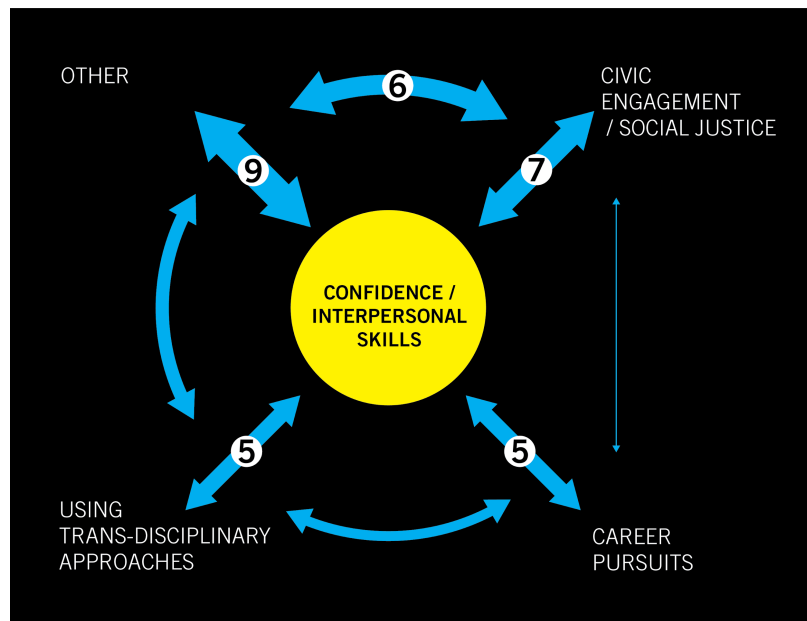 OTHER
6
CIVIC
ENGAGEMENT
/ SOCIAL JUSTICE
9
7
CONFIDENCE /
INTERPERSONAL
SKILLS
5
5
USING
TRANS-DISCIPLINARY
APPROACHES
CAREER
PURSUITS